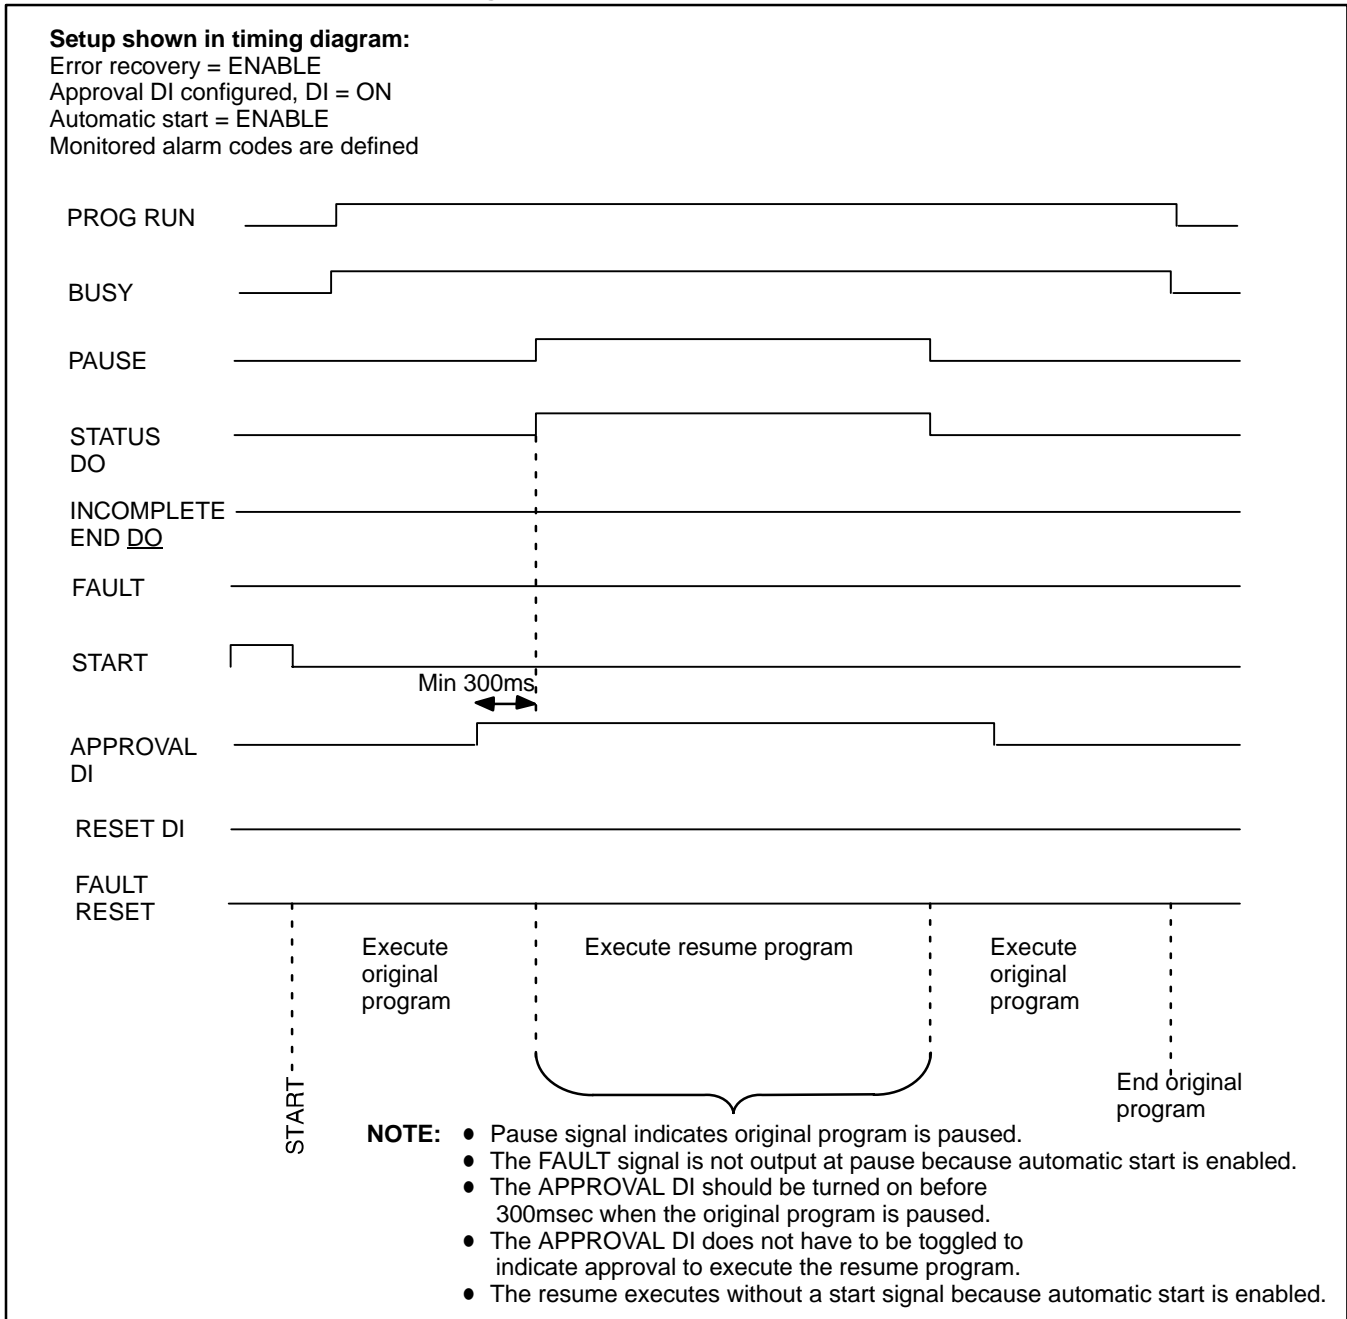 Setup shown in timing diagram:
Error recovery = ENABLE
Approval DI configured, DI = ON
Automatic start = ENABLE
Monitored alarm codes are defined
PROG RUN
BUSY
PAUSE
STATUS
DO
INCOMPLETE
END DO
FAULT
START
Min 300ms
APPROVAL
DI
RESET DI
FAULT
RESET
Execute
original
program
Execute resume program
Execute
original
program
START
End original
program
NOTE: ● Pause signal indicates original program is paused.
● The FAULT signal is not output at pause because automatic start is enabled.
● The APPROVAL DI should be turned on before
300msec when the original program is paused.
● The APPROVAL DI does not have to be toggled to
indicate approval to execute the resume program.
● The resume executes without a start signal because automatic start is enabled.